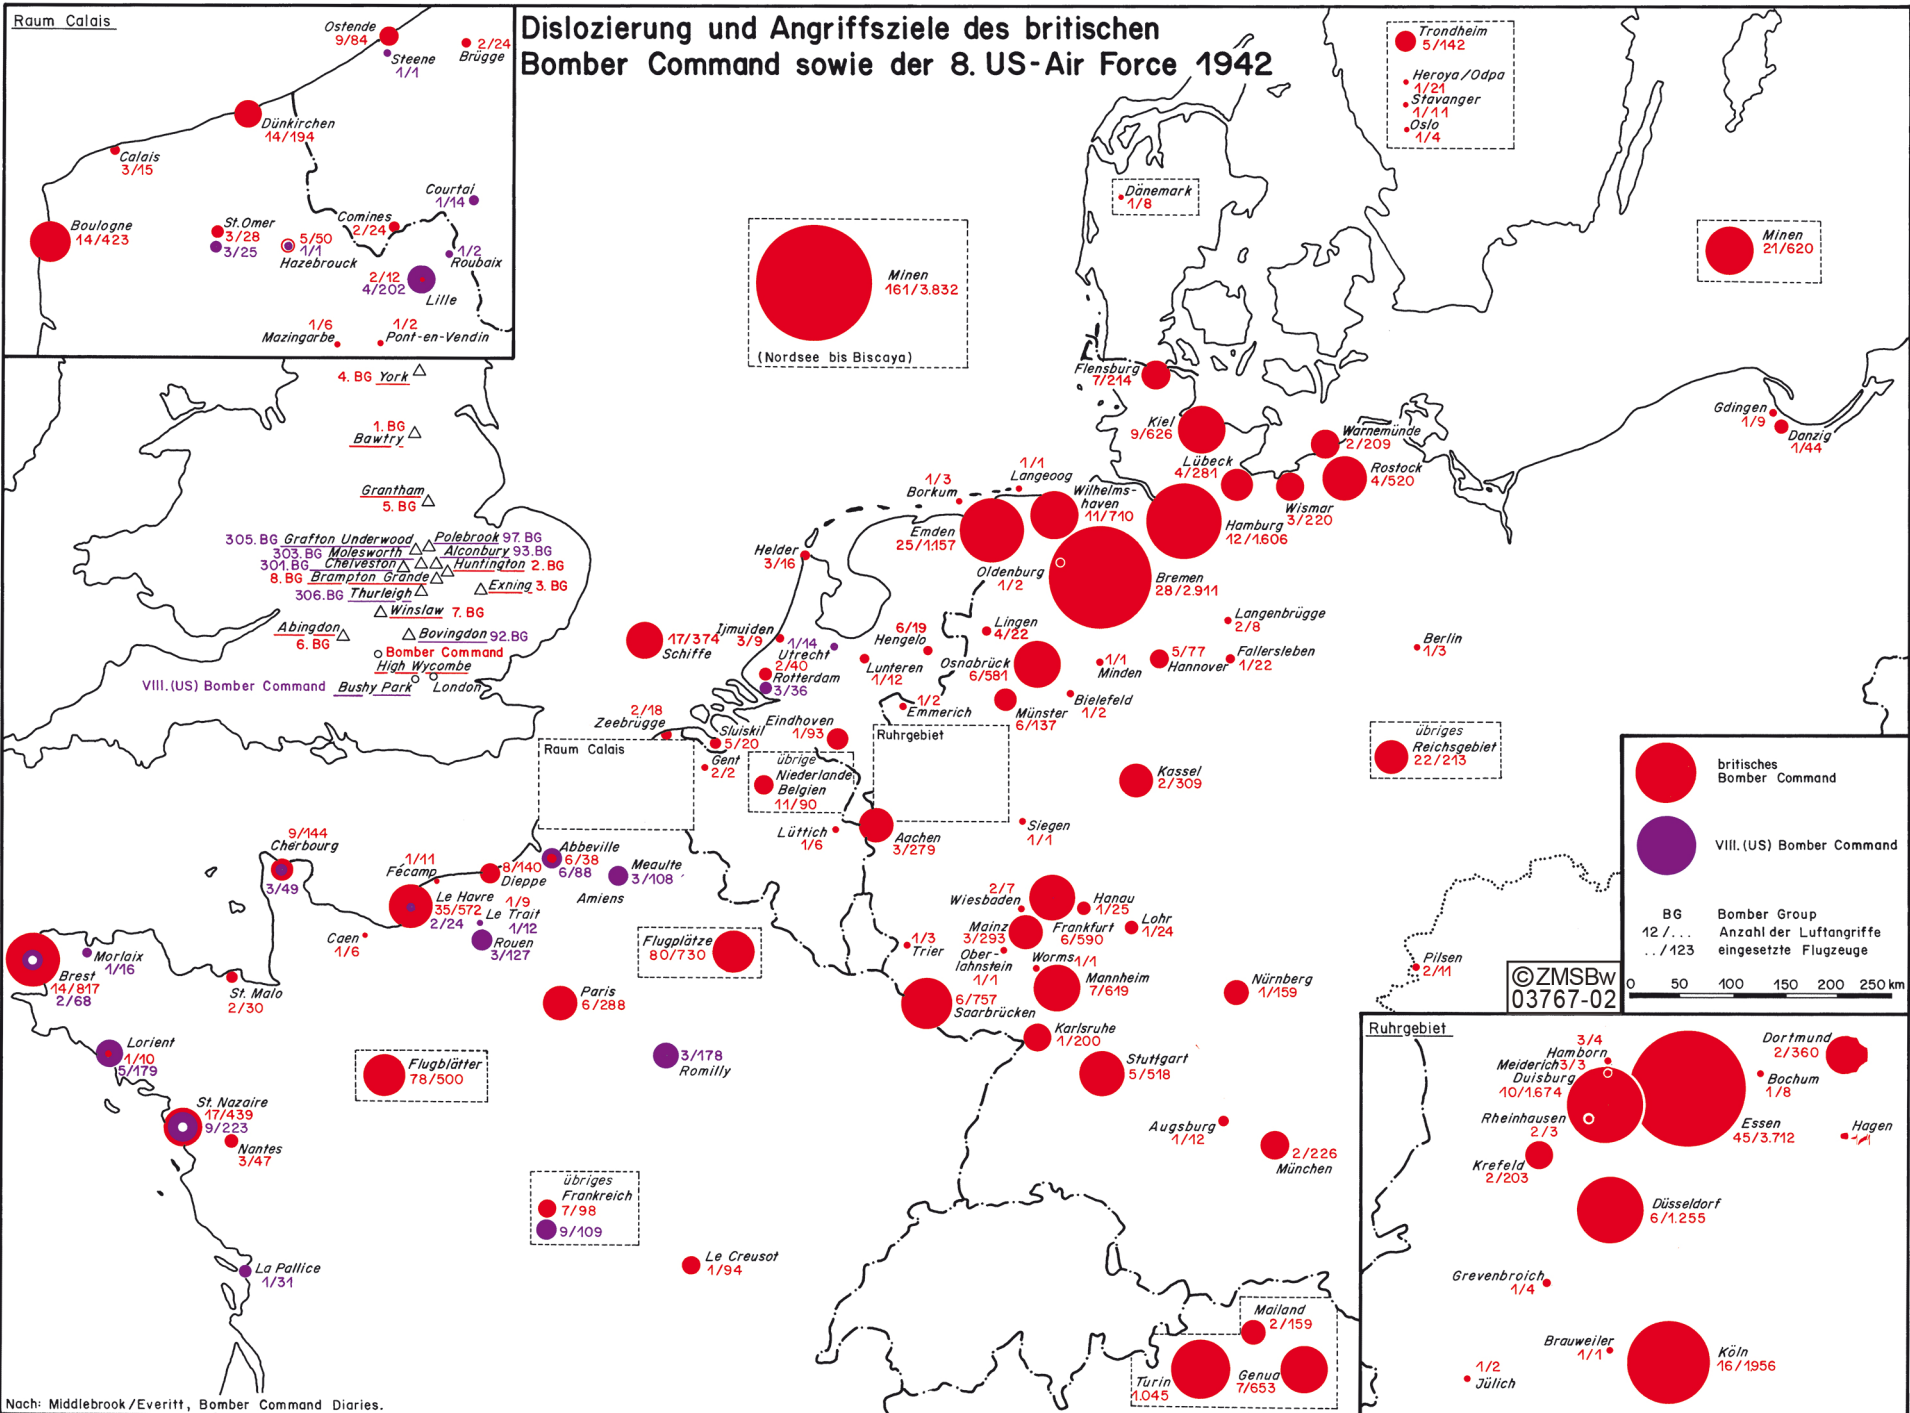 Dislozierung und Angriffsziele des britischen
Bomber Command sowie der 8. US-Air Force 1942
Raum Calais
Ostende
9/84
Steene
1/1
2/24
Brügge
Dünkirchen
14/194
Calais
3/15
Boulogne
14/423
St.Omer
3/28
3/25
5/50
1/1
Hazebrouck
Comines
2/24
Courtai
1/14
1/2
Roubaix
2/12
4/202
Lille
1/6
Mazingarbe
1/2
Pont-en-Vendin
Trondheim
5/142
Heroya/Odpa
1/21
Stavanger
1/11
Oslo
1/4
Dänemark
1/8
Minen
161/3.832
(Nordsee bis Biscaya)
Minen
21/620
4. BG York
1. BG
Bawtry
Grantham
5. BG
305. BG Grafton Underwood
Polebrook 97. BG
303. BG Molesworth
Alconbury 93. BG
301. BG Chelveston
Huntington 2. BG
8. BG Brampton Grande
Exning 3. BG
306. BG Thurleigh
Winslaw 7. BG
Abingdon
6. BG
Bovingdon 92. BG
Bomber Command
High Wycombe
VIII. (US) Bomber Command Bushy Park London
Flensburg
7/214
Kiel
9/626
Warnemünde
2/209
Lübeck
4/281
Rostock
4/520
Wismar
3/220
Gdingen
1/9
Danzig
1/44
1/1
Langeoog
1/3
Borkum
Wilhelms-
haven
11/710
Emden
25/1.157
Hamburg
12/1.606
Helder
3/16
Oldenburg
1/2
Bremen
28/2.911
17/374
Schiffe
Ijmuiden
3/9
1/14
Utrecht
2/40
Rotterdam
3/36
6/19
Hengelo
Lunteren
1/12
Lingen
4/22
Osnabrück
6/581
Langenbrügge
2/8
1/1
Minden
5/77
Hannover
Fallersleben
1/22
Berlin
1/3
1/2
Emmerich
Münster
6/137
Bielefeld
1/2
2/18
Zeebrügge
Sluiskil
5/20
Eindhoven
1/93
Gent
2/2
Raum Calais
übrige
Niederlande
Belgien
11/90
Ruhrgebiet
Kassel
2/309
übriges
Reichsgebiet
22/213
Lüttich
1/6
Aachen
3/279
Siegen
1/1
britisches
Bomber Command
VIII. (US) Bomber Command
BG Bomber Group
12/... Anzahl der Luftangriffe
../123 eingesetzte Flugzeuge
0 50 100 150 200 250 km
©ZMSBw
03767-02
9/144
Cherbourg
3/49
1/11
Fécamp
8/140
Dieppe
Abbeville
6/38
6/88
Meaulte
3/108
Amiens
Le Havre
35/572
2/24
1/9
Le Trait
1/12
Rouen
3/127
Caen
1/6
Brest
14/817
2/68
Morlaix
1/16
St. Malo
2/30
Flugplätze
80/730
Paris
6/288
2/7
Wiesbaden
Hanau
1/25
Mainz
3/293
Frankfurt
6/590
Lohr
1/24
1/3
Trier
Ober-
lahnstein
1/1
Worms 1/1
Mannheim
7/619
6/757
Saarbrücken
Nürnberg
1/159
Pilsen
2/11
Karlsruhe
1/200
Stuttgart
5/518
Lorient
1/10
5/179
Flugblätter
78/500
3/178
Romilly
St. Nazaire
17/439
9/223
Nantes
3/47
Augsburg
1/12
2/226
München
übriges
Frankreich
7/98
9/109
La Pallice
1/31
Le Creusot
1/94
Mailand
2/159
Turin
1.045
Genua
7/653
Ruhrgebiet
3/4
Hamborn
Meiderich 3/3
Duisburg
10/1.674
Dortmund
2/360
Bochum
1/8
Rheinhausen
2/3
Essen
45/3.712
Hagen
Krefeld
2/203
Düsseldorf
6/1.255
Grevenbroich
1/4
Brauweiler
1/1
Köln
16/1956
1/2
Jülich
Nach: Middlebrook/Everitt, Bomber Command Diaries.